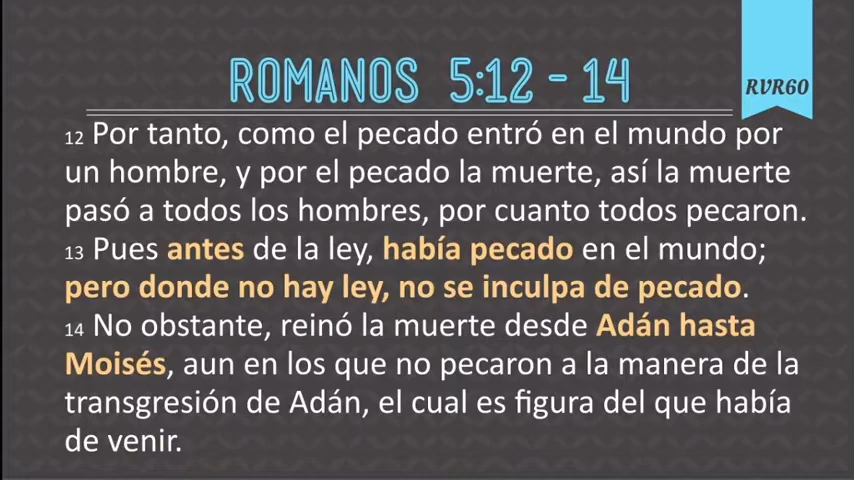 RVR60
ROMANOS 5:12 - 14
12 Por tanto, como el pecado entró en el mundo por
un hombre, y por el pecado la muerte, así la muerte
pasó a todos los hombres, por cuanto todos pecaron.
13 Pues antes de la ley, había pecado en el mundo;
pero donde no hay ley, no se inculpa de pecado.
14 No obstante, reinó la muerte desde Adán hasta
Moisés, aun en los que no pecaron a la manera de la
transgresión de Adán, el cual es figura del que había
de venir.